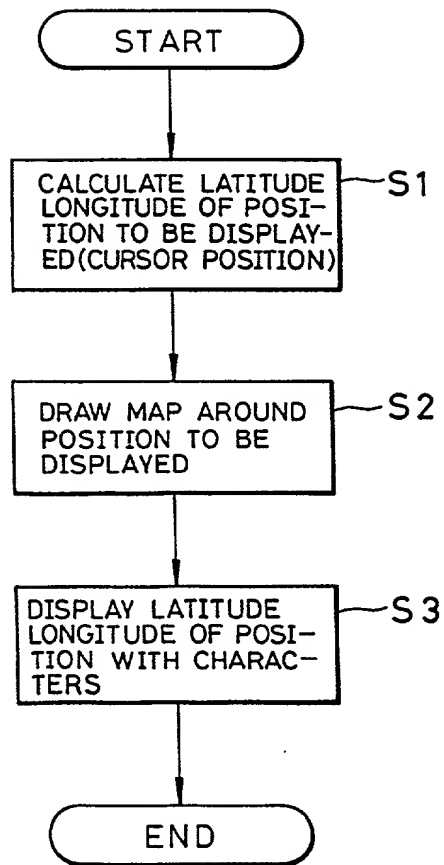 START
CALCULATE LATITUDE
LONGITUDE OF POSI-
TION TO BE DISPLAY-
ED(CURSOR POSITION)
S1
DRAW MAP AROUND
POSITION TO BE
DISPLAYED
S2
DISPLAY LATITUDE
LONGITUDE OF POSI-
TION WITH CHARAC-
TERS
S3
END